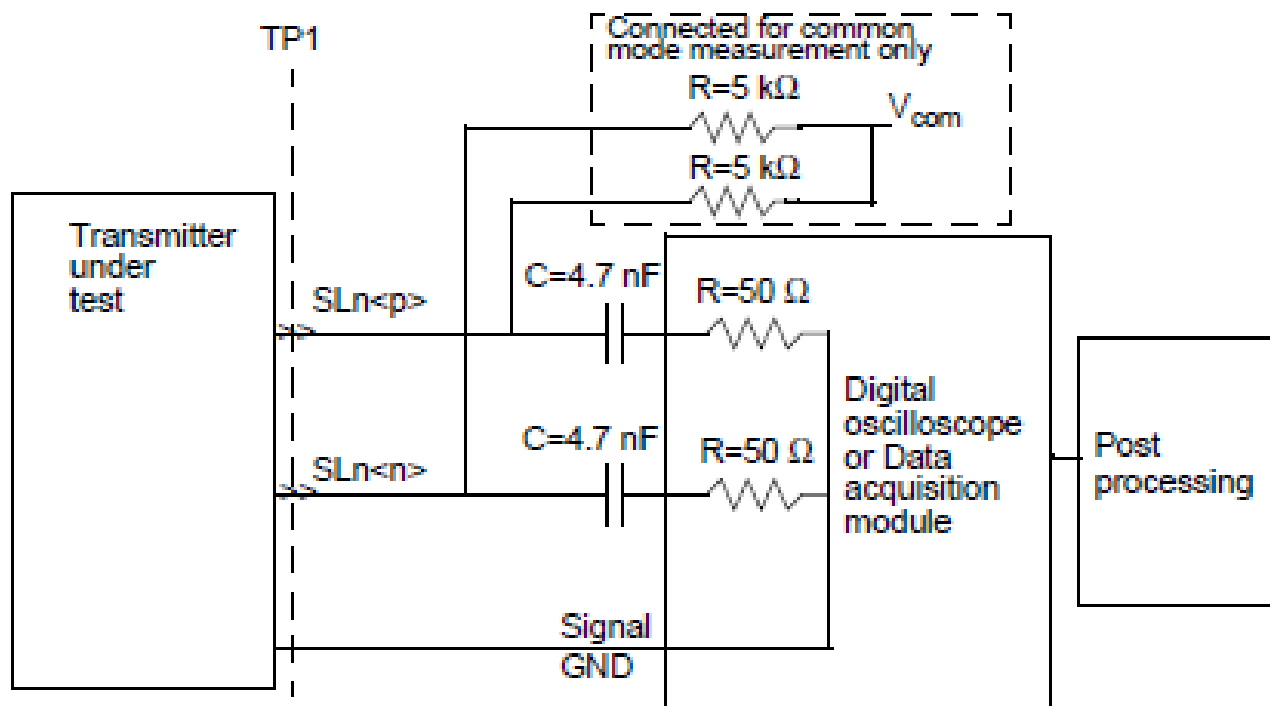 TP1
Connected for common
mode measurement only
R=5 kΩ
Vcom
R=5 kΩ
Transmitter
under
test
C=4.7 nF
R=50 Ω
SLn<p>
Digital
oscilloscope
or Data
acquisition
module
C=4.7 nF
R=50 Ω
SLn<n>
Post
processing
Signal
GND